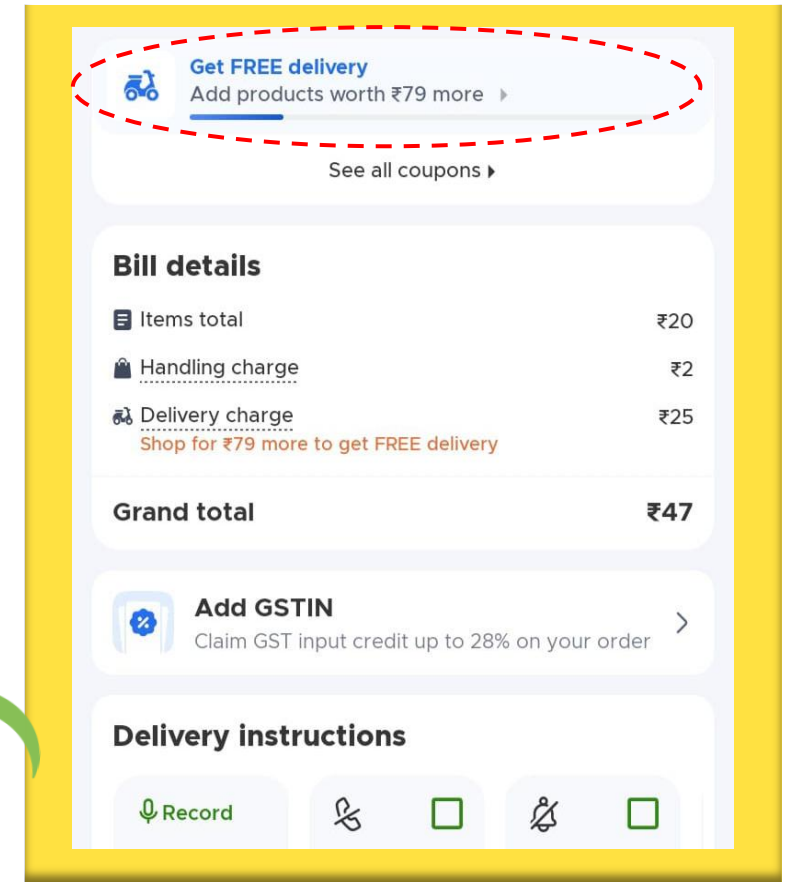 Get FREE delivery
Add products worth ₹79 more
See all coupons
Bill details
Items total ₹20
Handling charge ₹2
Delivery charge ₹25
Shop for ₹79 more to get FREE delivery
Grand total ₹47
Add GSTIN
Claim GST input credit up to 28% on your order
Delivery instructions
Record